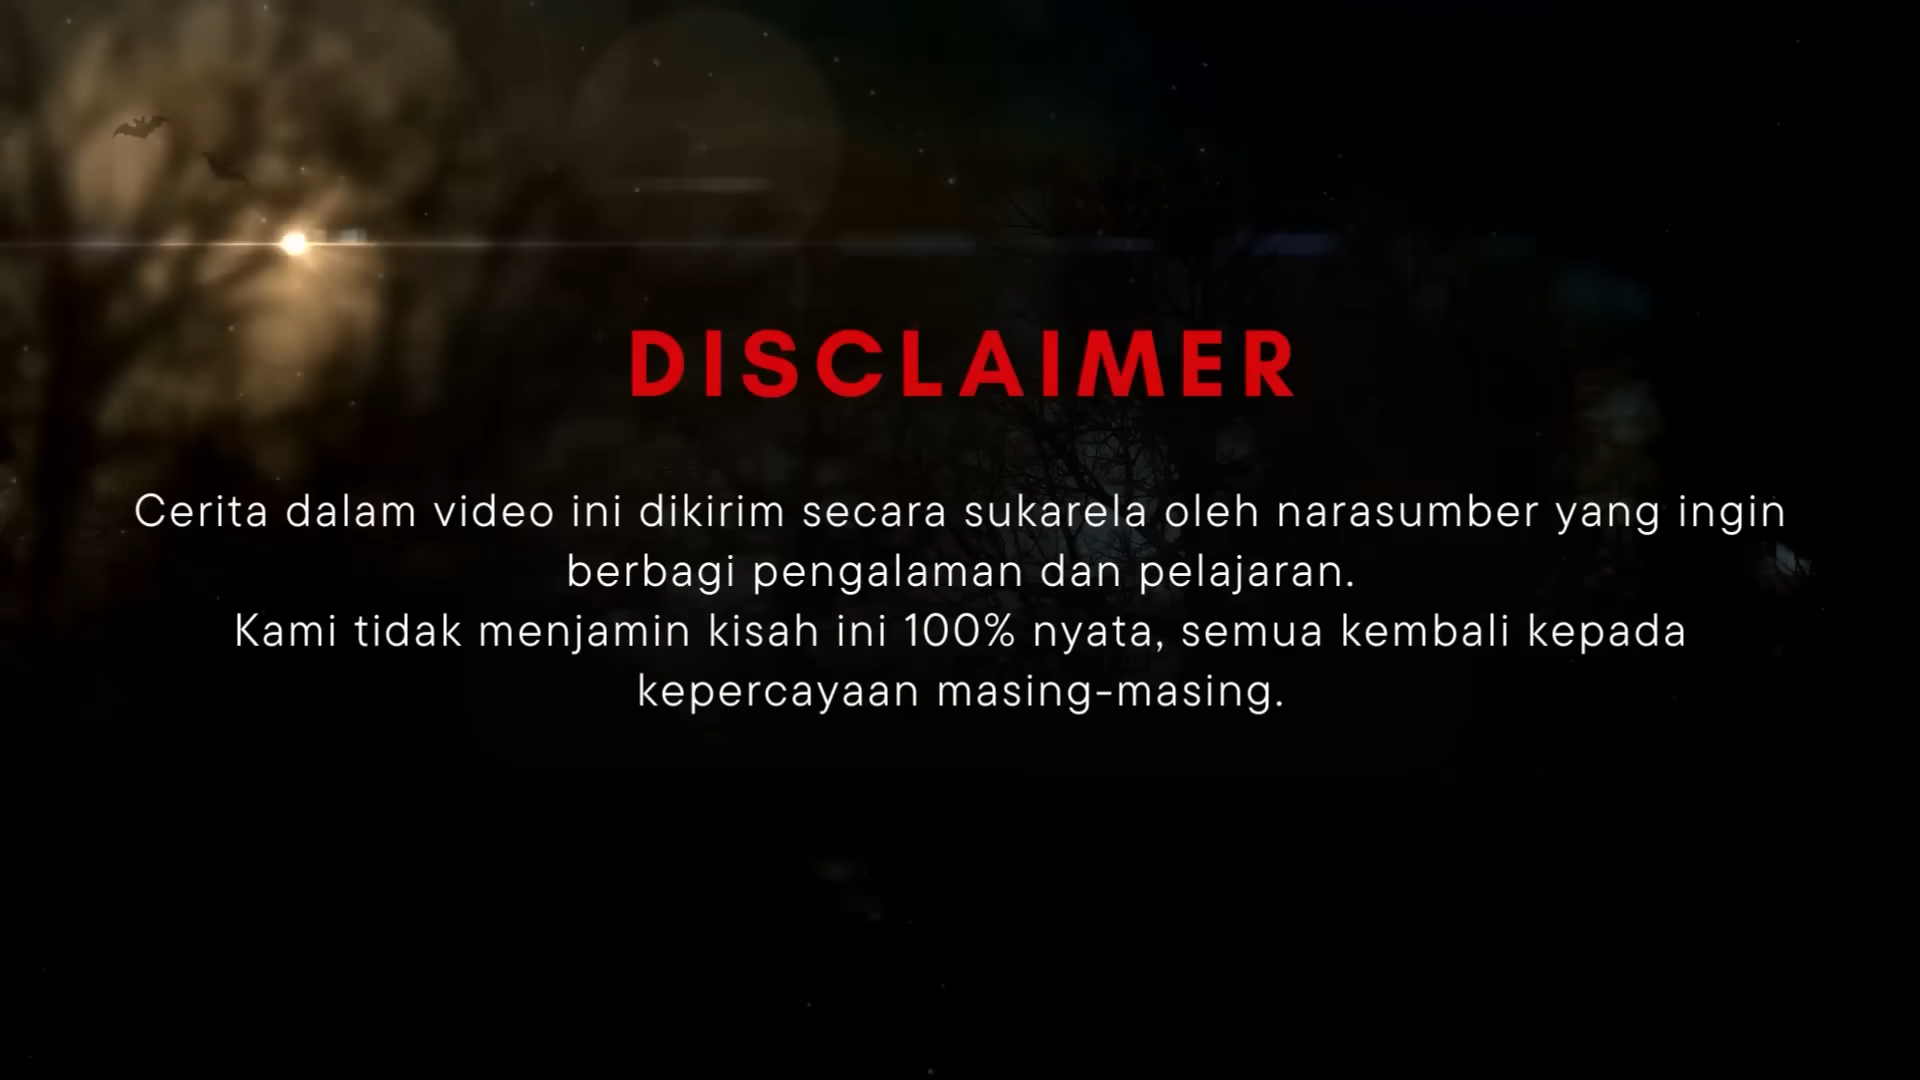 DISCLAIMER
Cerita dalam video ini dikirim secara sukarela oleh narasumber yang ingin
berbagi pengalaman dan pelajaran.
Kami tidak menjamin kisah ini 100% nyata, semua kembali kepada
kepercayaan masing-masing.